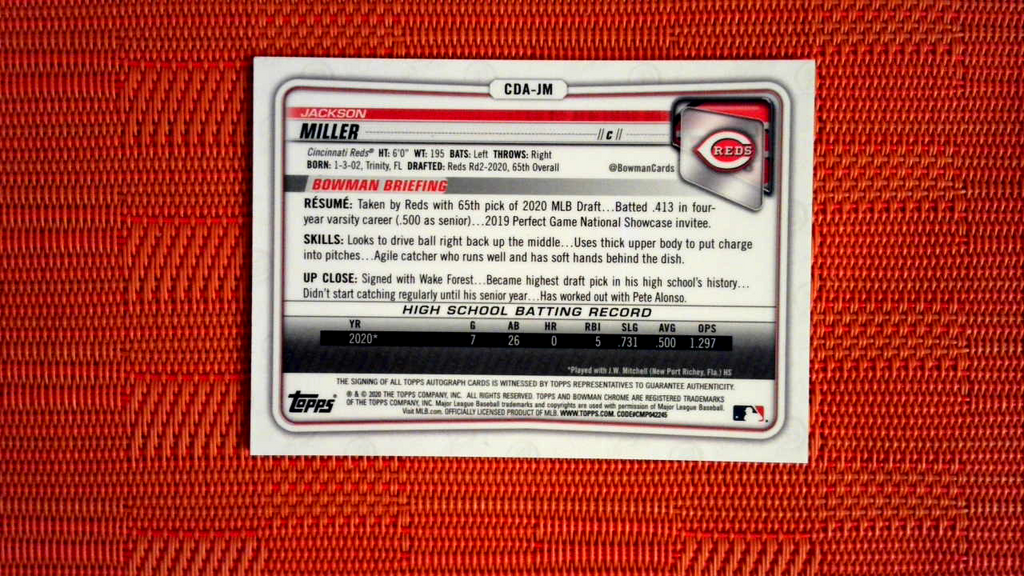 CDA-JM
JACKSON
MILLER // C //
REDS
Cincinnati Reds® HT: 6'0" WT: 195 BATS: Left THROWS: Right
BORN: 1-3-02, Trinity, FL DRAFTED: Reds Rd2-2020, 65th Overall @BowmanCards
BOWMAN BRIEFING
RÉSUMÉ: Taken by Reds with 65th pick of 2020 MLB Draft...Batted .413 in four-
year varsity career (.500 as senior)...2019 Perfect Game National Showcase invitee.
SKILLS: Looks to drive ball right back up the middle...Uses thick upper body to put charge
into pitches...Agile catcher who runs well and has soft hands behind the dish.
UP CLOSE: Signed with Wake Forest...Became highest draft pick in his high school's history...
Didn't start catching regularly until his senior year...Has worked out with Pete Alonso.
HIGH SCHOOL BATTING RECORD
YR G AB HR RBI SLG AVG OPS
2020* 7 26 0 5 .731 .500 1.297
*Played with J.W. Mitchell (New Port Richey, Fla.) HS
THE SIGNING OF ALL TOPPS AUTOGRAPH CARDS IS WITNESSED BY TOPPS REPRESENTATIVES TO GUARANTEE AUTHENTICITY.
Topps ® & © 2020 THE TOPPS COMPANY, INC. ALL RIGHTS RESERVED. TOPPS AND BOWMAN CHROME ARE REGISTERED TRADEMARKS
OF THE TOPPS COMPANY, INC. Major League Baseball trademarks and copyrights are used with permission of Major League Baseball.
Visit MLB.com. OFFICIALLY LICENSED PRODUCT OF MLB. WWW.TOPPS.COM. CODE#CMP042245